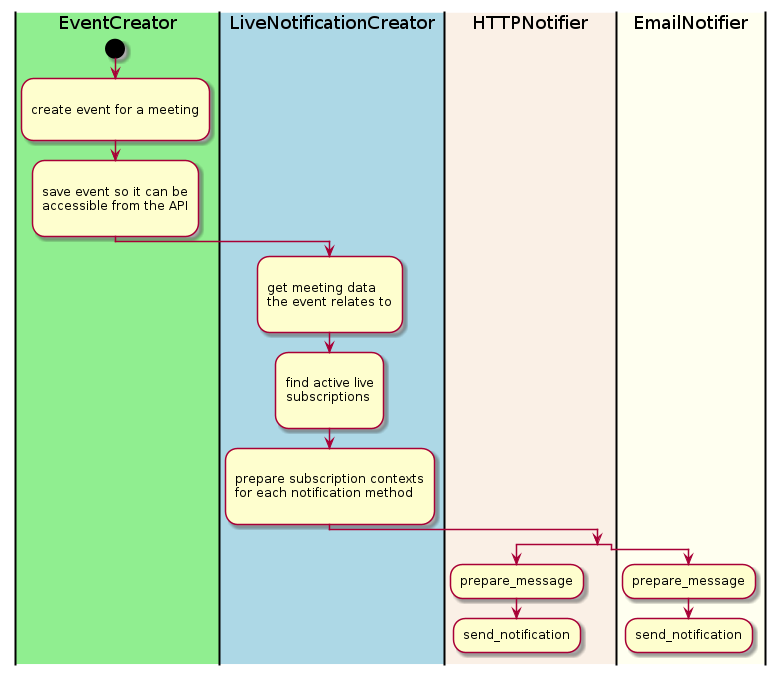 EventCreator
LiveNotificationCreator
HTTPNotifier
EmailNotifier
create event for a meeting
save event so it can be
accessible from the API
get meeting data
the event relates to
find active live
subscriptions
prepare subscription contexts
for each notification method
prepare_message
prepare_message
send_notification
send_notification